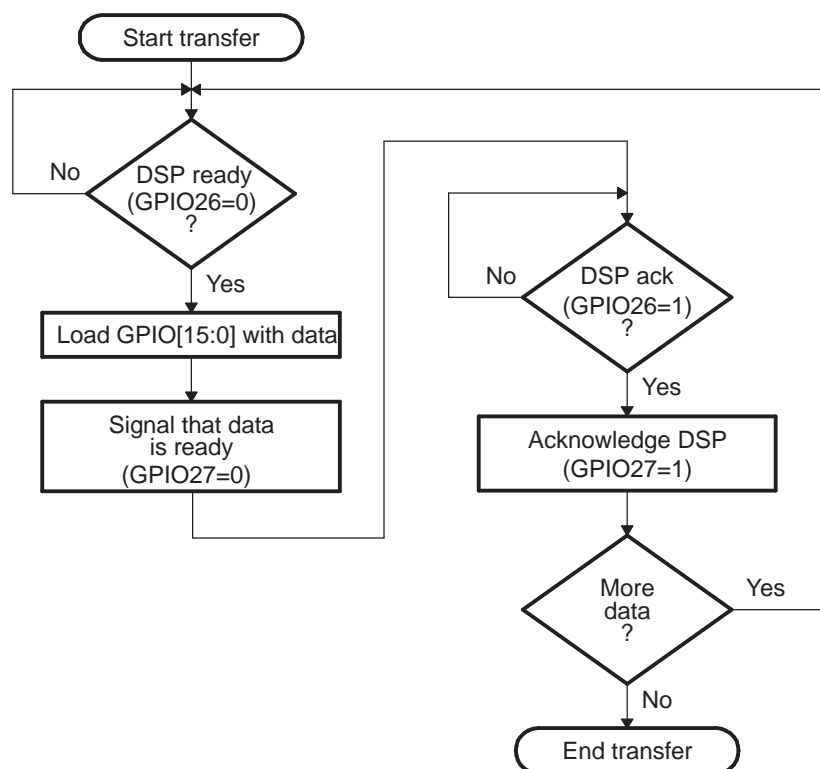 Start transfer
No
DSP ready
(GPIO26=0)
?
Yes
Load GPIO[15:0] with data
Signal that data
is ready
(GPIO27=0)
No
DSP ack
(GPIO26=1)
?
Yes
Acknowledge DSP
(GPIO27=1)
More
data
?
Yes
No
End transfer